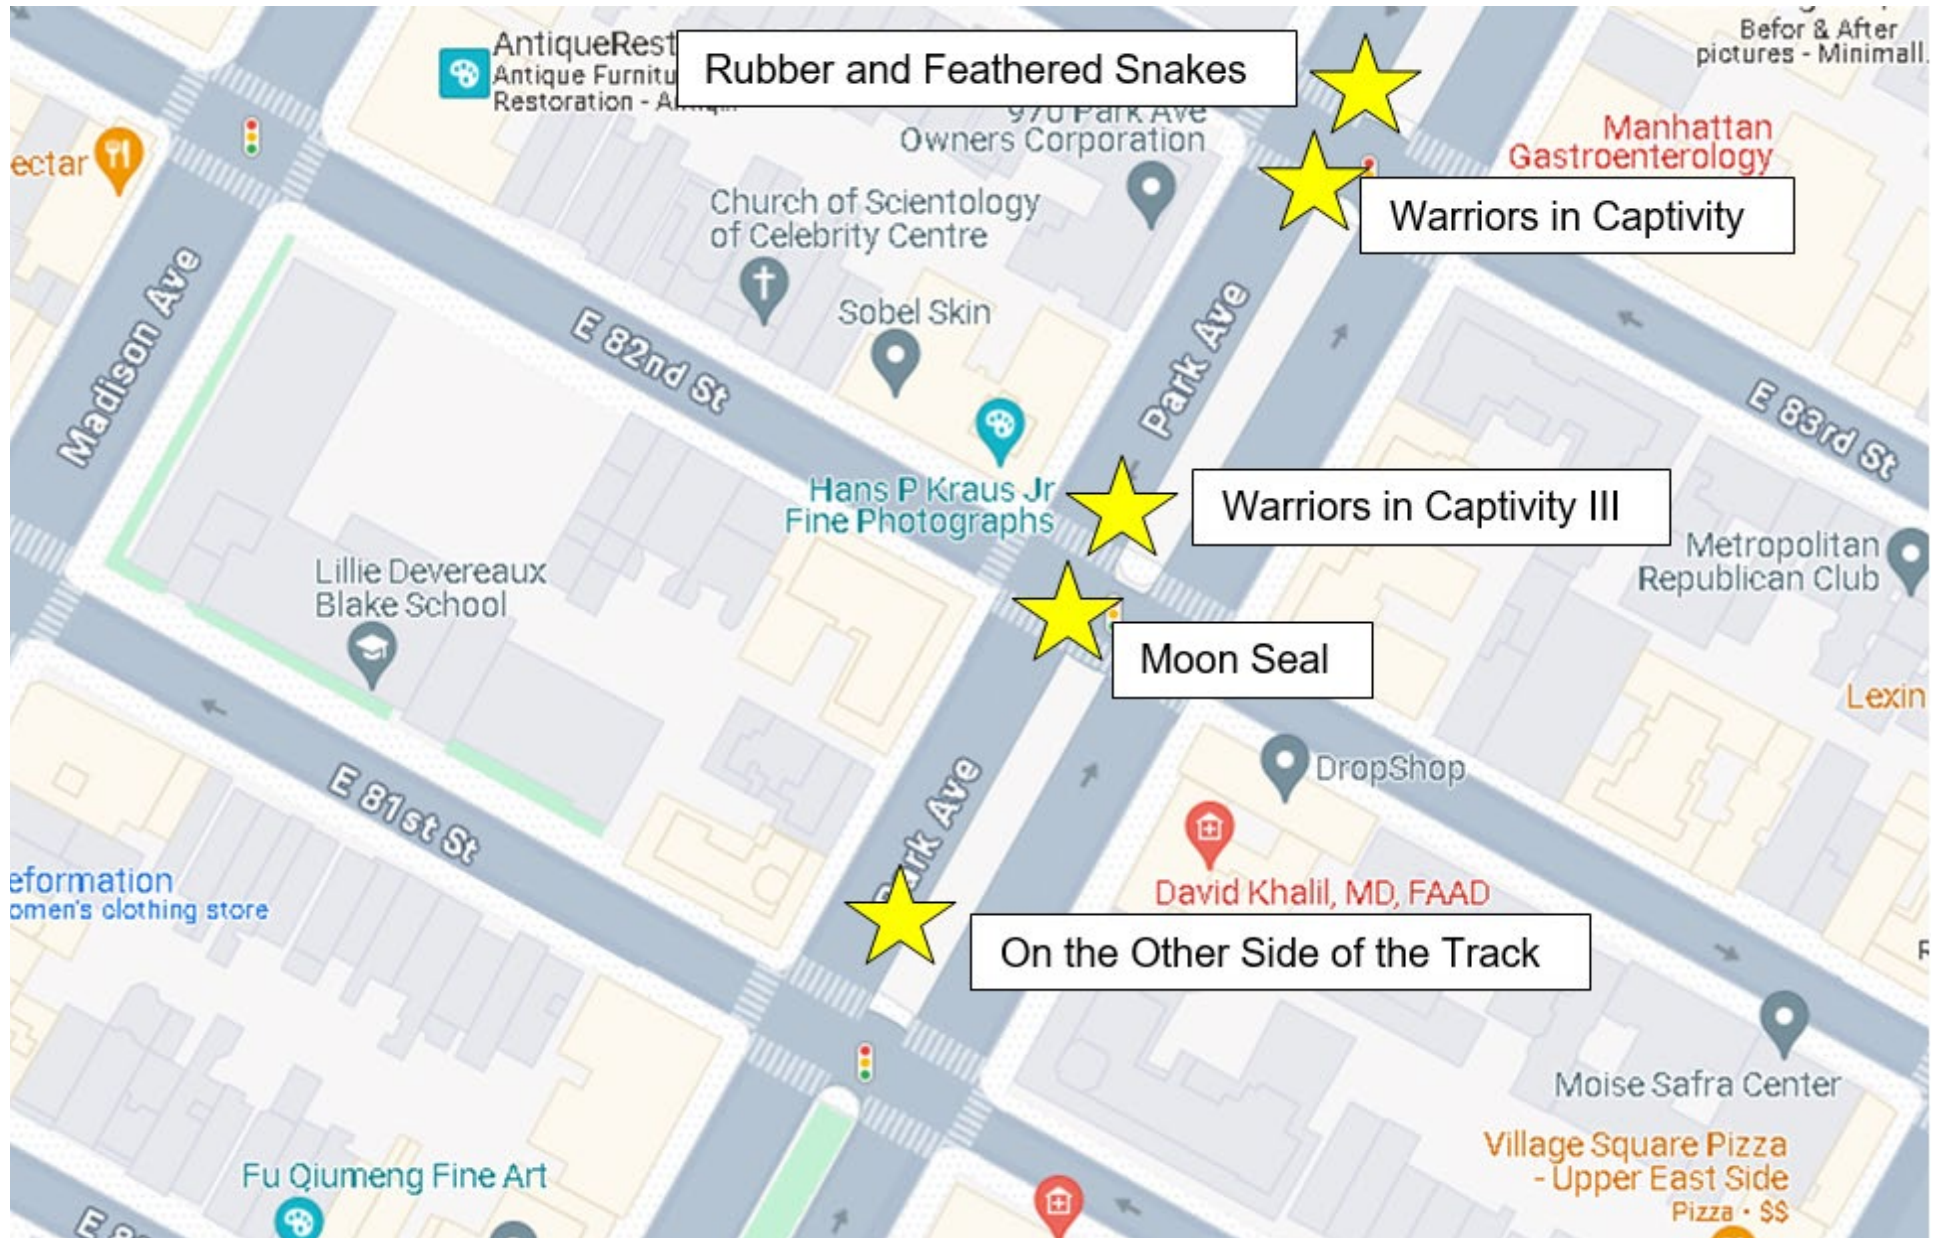 AntiqueRest
Antique Furnitu
Restoration - A
Rubber and Feathered Snakes
Befor & After
pictures - Minimall.
970 Park Ave
Owners Corporation
Manhattan
Gastroenterology
ectar
Church of Scientology
of Celebrity Centre
Warriors in Captivity
Madison Ave
Sobel Skin
E 82nd St
Park Ave
E 83rd St
Hans P Kraus Jr
Fine Photographs
Warriors in Captivity III
Metropolitan
Republican Club
Lillie Devereaux
Blake School
Moon Seal
Lexin
DropShop
E 81st St
Park Ave
eformation
omen's clothing store
David Khalil, MD, FAAD
On the Other Side of the Track
R
Moise Safra Center
Fu Qiumeng Fine Art
Village Square Pizza
- Upper East Side
Pizza · $$
E 8